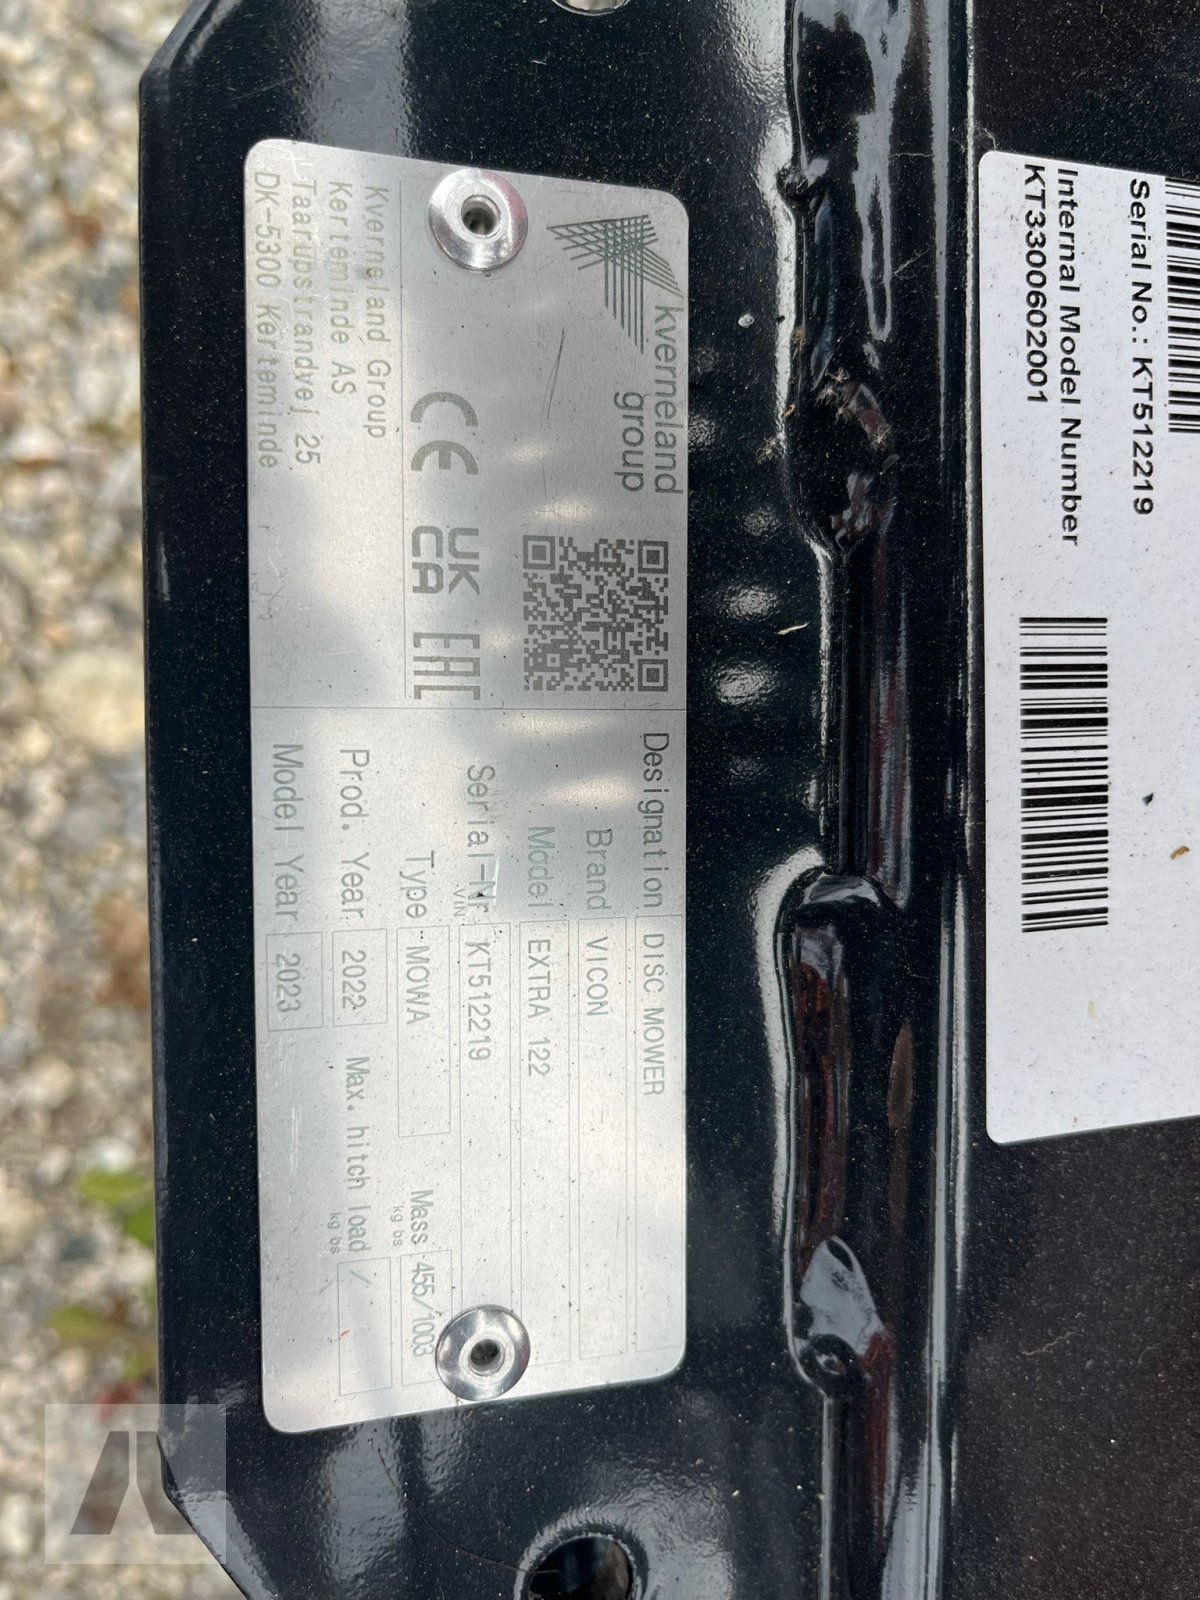 kverneland
group
CE UK
CA EAC
Kverneland Group
Kerteminde AS
Taarupstrandvej 25
DK-5300 Kerteminde
Designation DISC MOWER
Brand VICON
Model EXTRA 122
Serial-Nr. KT512219
VIN
Type MOWA Mass 455/1003
kg bs
Prod. Year 2022 Max. hitch load /
kg bs
Model Year 2023
Serial No.: KT512219
Internal Model Number
KT3300602001